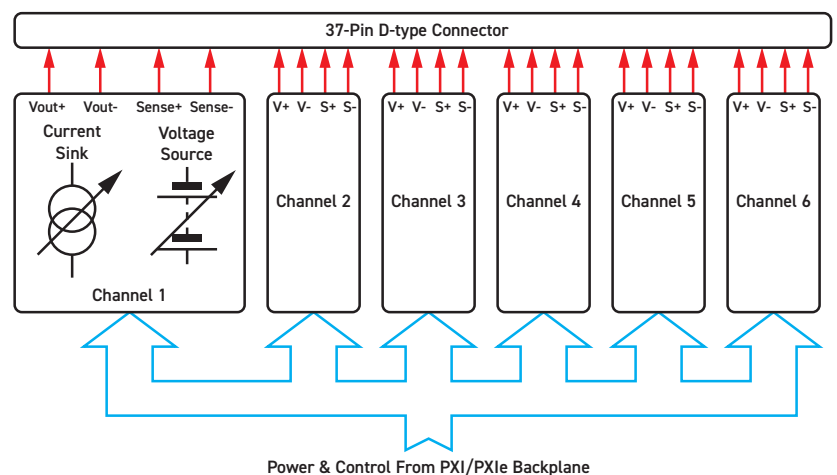 37-Pin D-type Connector
Vout+ Vout- Sense+ Sense- V+ V- S+ S- V+ V- S+ S- V+ V- S+ S- V+ V- S+ S- V+ V- S+ S-
Current Sink
Voltage Source
Channel 1
Channel 2
Channel 3
Channel 4
Channel 5
Channel 6
Power & Control From PXI/PXIe Backplane